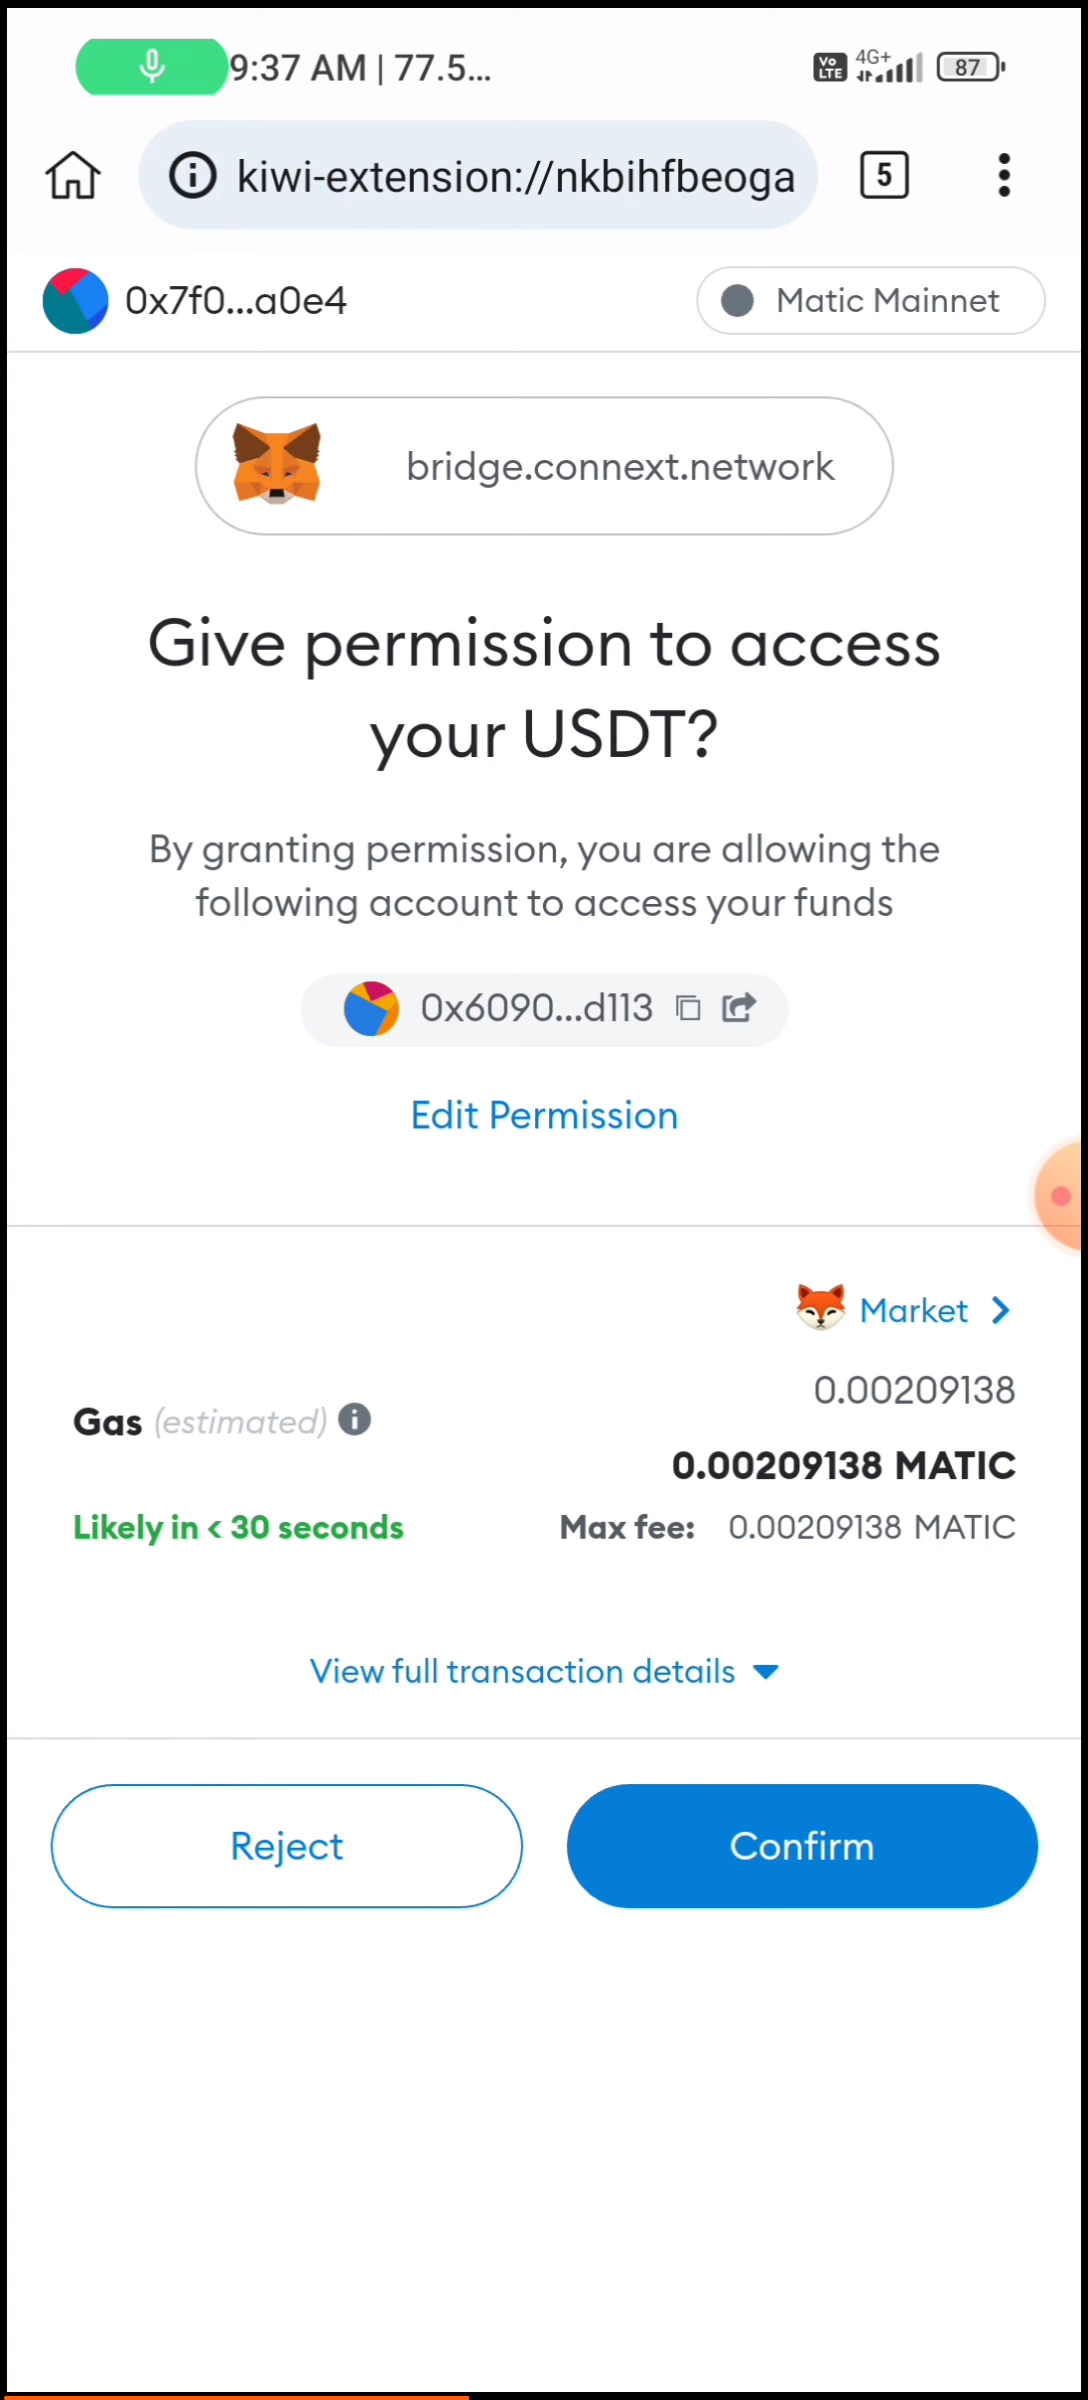 9:37 AM | 77.5...
Vo LTE 4G+ 87
kiwi-extension://nkbihfbeoga
5
0x7f0...a0e4
Matic Mainnet
bridge.connext.network
Give permission to access
your USDT?
By granting permission, you are allowing the
following account to access your funds
0x6090...d113
Edit Permission
Market
0.00209138
Gas (estimated)
0.00209138 MATIC
Likely in < 30 seconds
Max fee: 0.00209138 MATIC
View full transaction details
Reject
Confirm